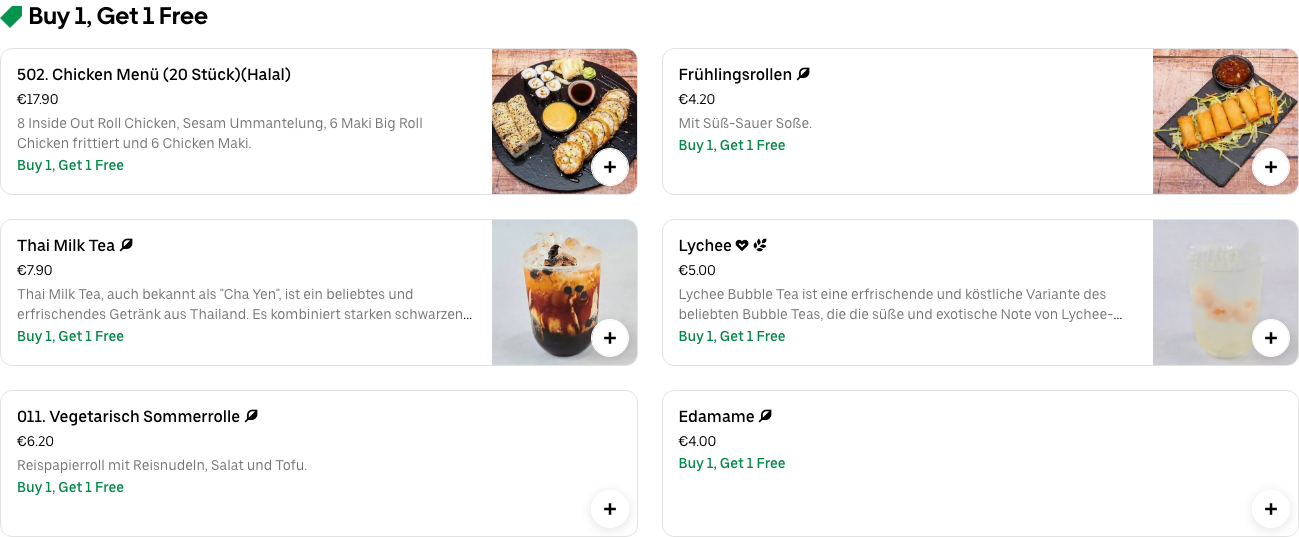 Buy 1, Get 1 Free
502. Chicken Menü (20 Stück)(Halal)
€17.90
8 Inside Out Roll Chicken, Sesam Ummantelung, 6 Maki Big Roll
Chicken frittiert und 6 Chicken Maki.
Buy 1, Get 1 Free
Frühlingsrollen
€4.20
Mit Süß-Sauer Soße.
Buy 1, Get 1 Free
Thai Milk Tea
€7.90
Thai Milk Tea, auch bekannt als "Cha Yen", ist ein beliebtes und
erfrischendes Getränk aus Thailand. Es kombiniert starken schwarzen...
Buy 1, Get 1 Free
Lychee
€5.00
Lychee Bubble Tea ist eine erfrischende und köstliche Variante des
beliebten Bubble Teas, die die süße und exotische Note von Lychee-...
Buy 1, Get 1 Free
011. Vegetarisch Sommerrolle
€6.20
Reispapierroll mit Reisnudeln, Salat und Tofu.
Buy 1, Get 1 Free
Edamame
€4.00
Buy 1, Get 1 Free